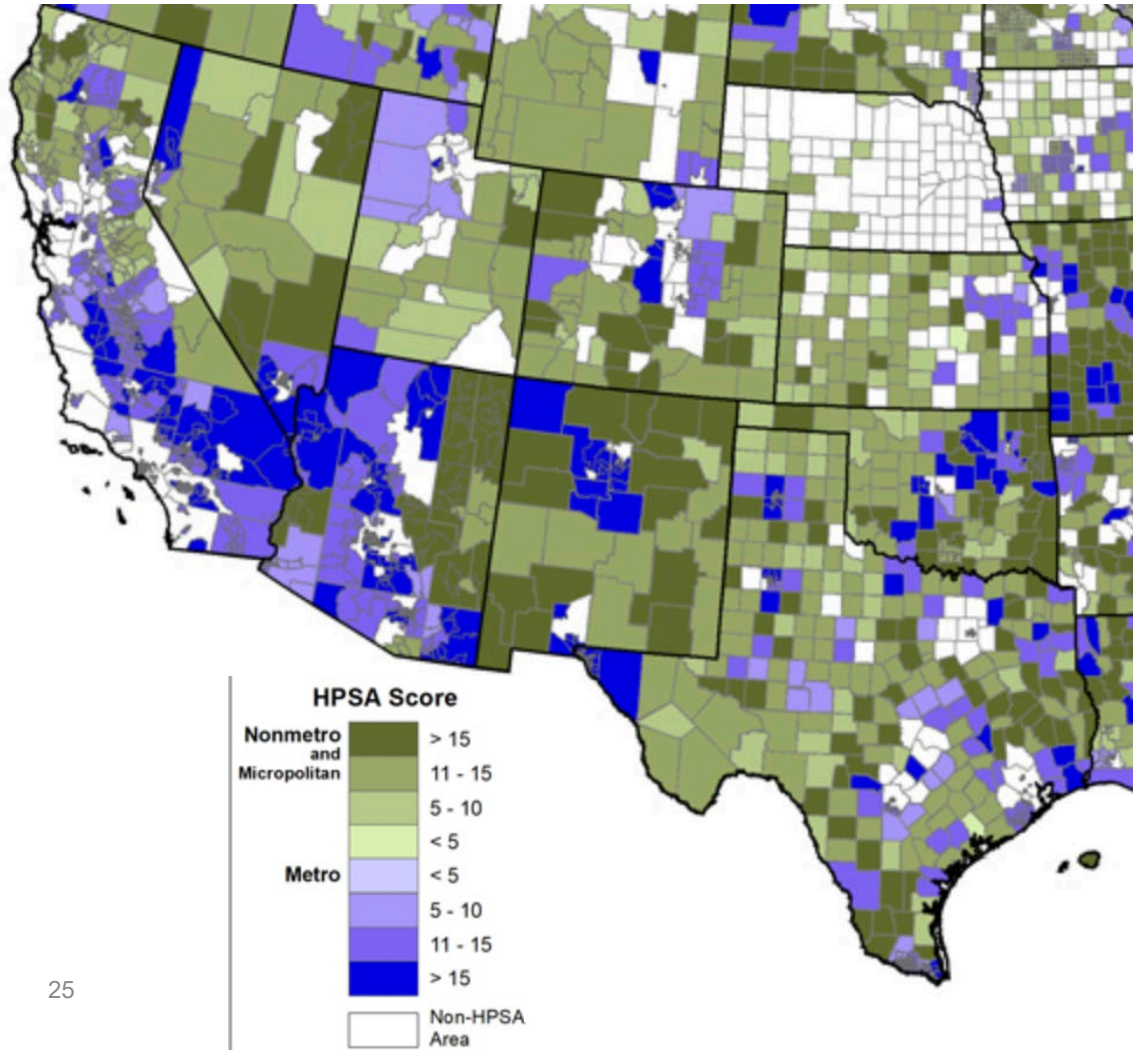 HPSA Score
Nonmetro
and
Micropolitan
> 15
11 - 15
5 - 10
< 5
Metro
< 5
5 - 10
11 - 15
> 15
Non-HPSA
Area
25